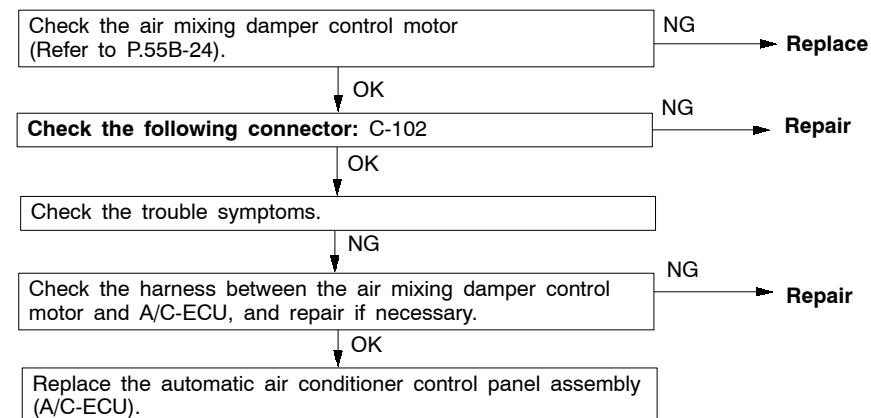 Check the air mixing damper control motor
(Refer to P.55B-24).
NG
Replace
OK
Check the following connector: C-102
NG
Repair
OK
Check the trouble symptoms.
NG
Check the harness between the air mixing damper control
motor and A/C-ECU, and repair if necessary.
NG
Repair
OK
Replace the automatic air conditioner control panel assembly
(A/C-ECU).